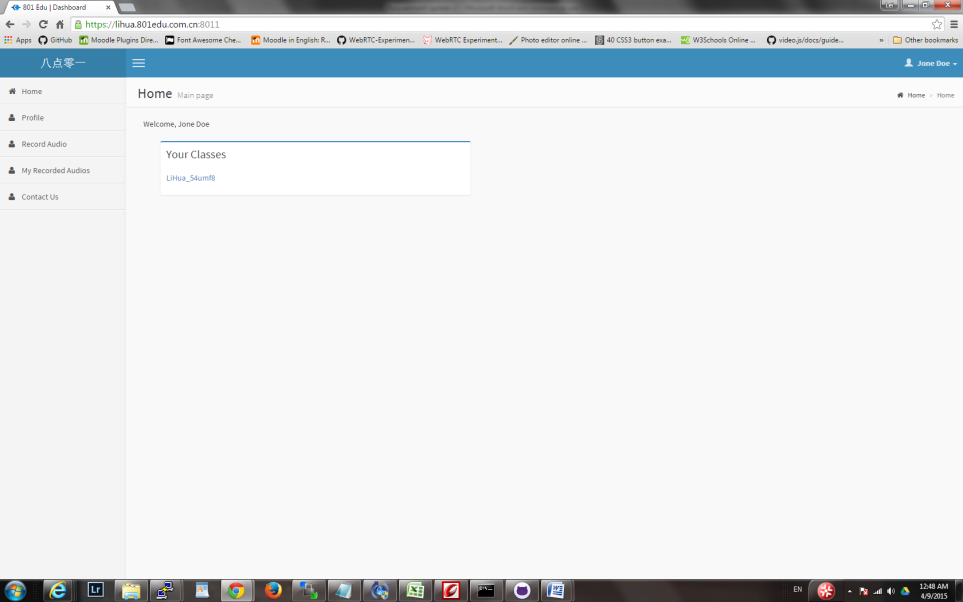 801 Edu | Dashboard
https://lihua.801edu.com.cn:8011
Apps GitHub Moodle Plugins Dire... Font Awesome Che... Moodle in English: R... WebRTC-Experimen... WebRTC Experiment... Photo editor online ... 40 CSS3 button exa... W3Schools Online ... video.js/docs/guide... » Other bookmarks
八点零一
Jone Doe
Home
Profile
Record Audio
My Recorded Audios
Contact Us
Home Main page
Home > Home
Welcome, Jone Doe
Your Classes
LiHua_54umf8
Lr
EN
12:48 AM
4/9/2015